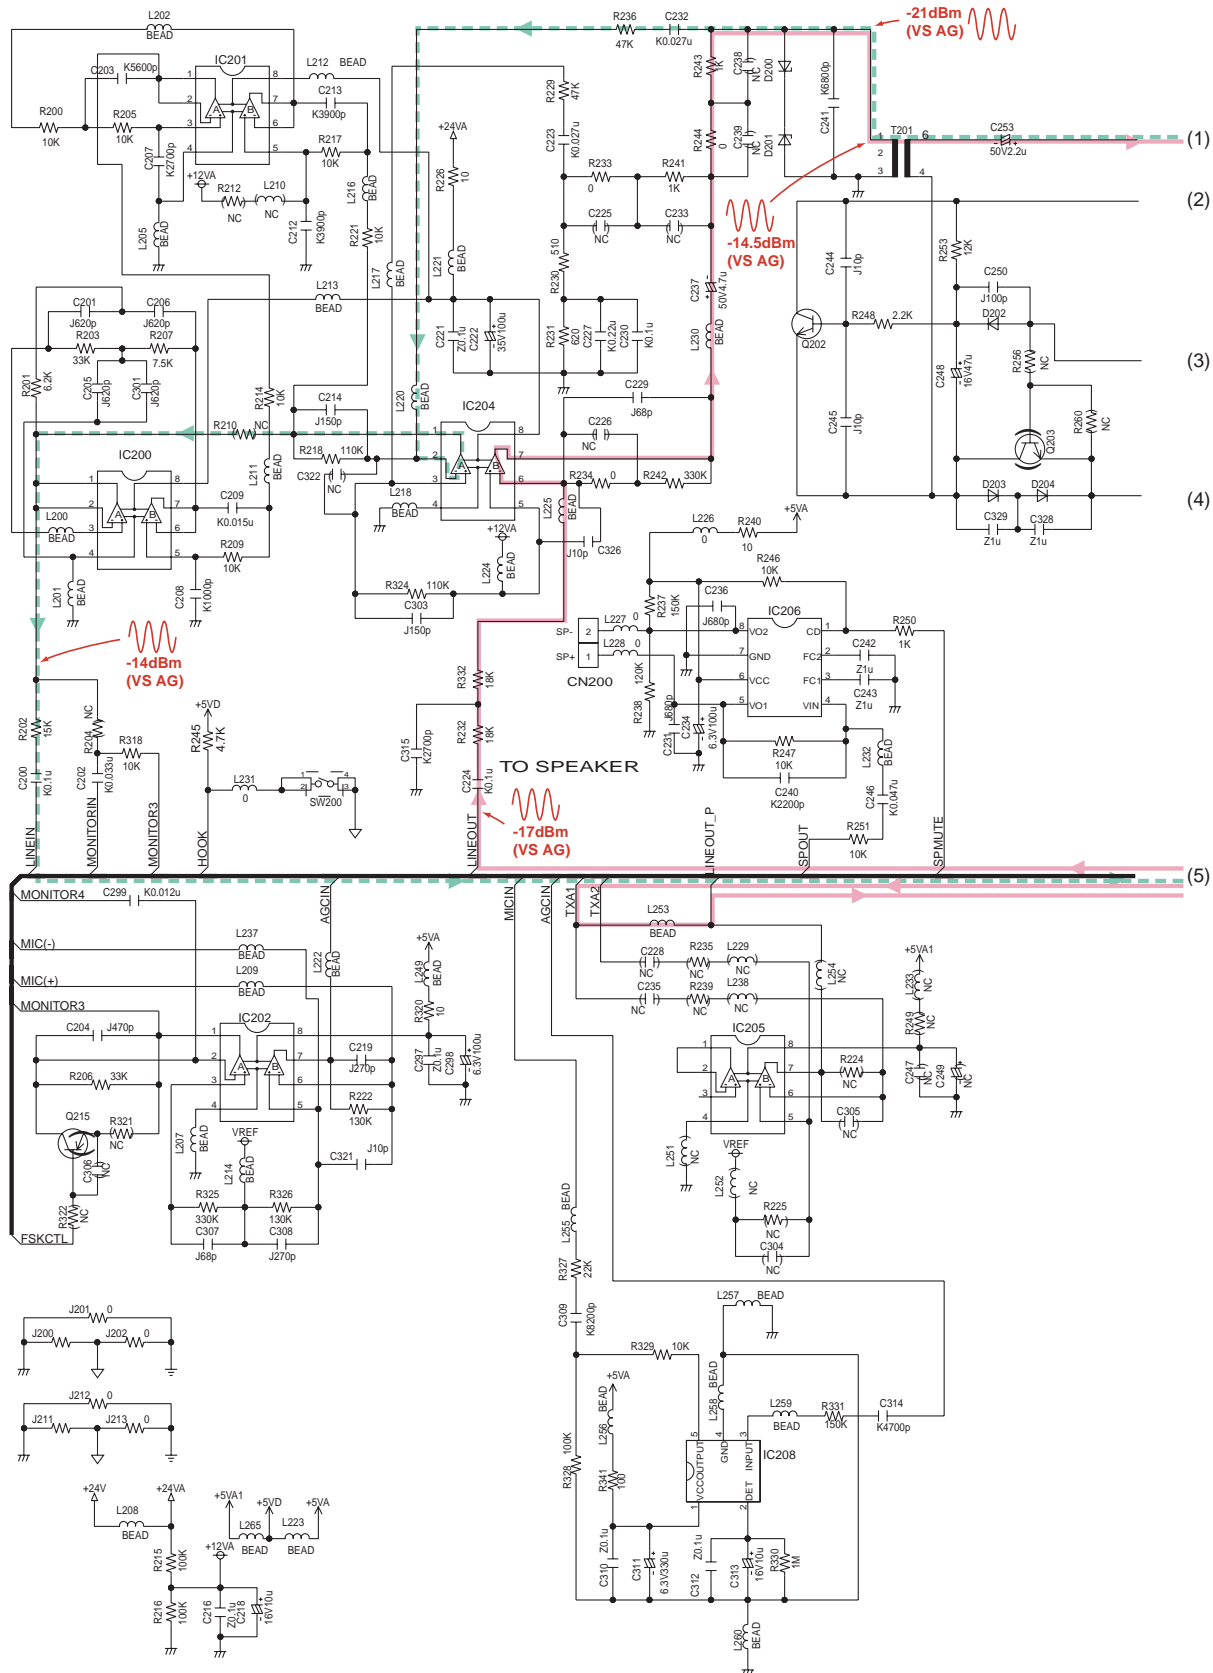 L202
BEAD
R236
47K
C232
K0.027u
-21dBm
(VS AG)
C203
K5600p
IC201
L212 BEAD
C213
K3900p
R243
1K
C238
NC
D200
K6800p
C241
R200
10K
R205
10K
C207
K2700p
R217
10K
+24VA
R226
10
R229
47K
C223
K0.027u
R244
0
C239
NC
D201
T201
C253
50V2.2u
(1)
+12VA
R212
NC
L210
NC
L205
BEAD
C212
K3900p
L216
BEAD
R221
10K
R233
0
R241
1K
C225
NC
C233
NC
-14.5dBm
(VS AG)
(2)
L217
BEAD
L221
BEAD
510
R230
C237
50V4.7u
C244
J10p
R253
12K
C250
J100p
L213
BEAD
C201
J620p
C206
J620p
R203
33K
R207
7.5K
C221
Z0.1u
C222
35V100u
R231
620
C227
K0.22u
C230
K0.1u
L230
BEAD
Q202
R248
2.2K
D202
R201
6.2K
C205
J620p
C301
J620p
R214
10K
L220
BEAD
C248
16V47u
R256
NC
(3)
C229
J68p
C214
J150p
IC204
R210
NC
C226
NC
C245
J10p
R260
NC
Q203
R218
110K
C322
NC
IC200
L211
BEAD
R234
0
R242
330K
D203
D204
(4)
L200
BEAD
C209
K0.015u
L218
BEAD
L225
BEAD
L226
0
R240
10
+5VA
C329
Z1u
C328
Z1u
+12VA
R209
10K
J10p
C326
L201
BEAD
C208
K1000p
R324
110K
C303
J150p
L224
BEAD
R246
10K
R237
150K
C236
J680p
IC206
SP-
2
SP+
1
CN200
L227
0
L228
0
8
VO2
CD
1
7
GND
FC2
2
6
VCC
FC1
3
5
VO1
VIN
4
R250
1K
C242
Z1u
C243
Z1u
-14dBm
(VS AG)
R332
18K
120K
R238
J680p
C231
C234
6.3V100u
R202
15K
R204
NC
R318
10K
+5VD
R245
4.7K
C315
K2700p
R232
18K
R247
10K
L232
BEAD
C200
K0.1u
C202
K0.033u
L231
0
SW200
C224
K0.1u
TO SPEAKER
C240
K2200p
C246
K0.047u
-17dBm
(VS AG)
R251
10K
LINEIN
MONITORIN
MONITOR3
HOOK
LINEOUT
LINEOUT_P
SPOUT
SPMUTE
(5)
MONITOR4
C299
K0.012u
AGCIN
MICIN
AGCIN
TXA1
TXA2
L253
BEAD
MIC(-)
L237
BEAD
L222
BEAD
+5VA
L249
BEAD
C228
NC
R235
NC
L229
NC
L254
NC
+5VA1
L233
NC
MIC(+)
L209
BEAD
C235
NC
R239
NC
L238
NC
MONITOR3
R320
10
R249
NC
C204
J470p
IC202
C219
J270p
C297
Z0.1u
C298
6.3V100u
IC205
R224
NC
C247
NC
C249
NC
R206
33K
R222
130K
C305
NC
Q215
R321
NC
C306
NC
L207
BEAD
VREF
L214
BEAD
C321
J10p
L251
NC
VREF
L252
NC
R322
NC
R325
330K
R326
130K
L255
BEAD
R225
NC
C304
NC
FSKCTL
C307
J68p
C308
J270p
R327
22K
L257
BEAD
C309
K8200p
J201
0
J200
J202
0
R329
10K
J212
0
J211
J213
0
+5VA
L256
BEAD
L258
BEAD
L259
BEAD
R331
150K
C314
K4700p
100K
R328
R341
100
5
OUTPUT
4
GND
3
INPUT
VCC
1
DET
2
IC208
+24V
L208
BEAD
+24VA
+5VA1
L265
BEAD
+5VD
L223
BEAD
+5VA
R215
100K
+12VA
R216
100K
C216
Z0.1u
C218
16V10u
Z0.1u
C310
C311
6.3V330u
Z0.1u
C312
C313
16V10u
R330
1M
L260
BEAD